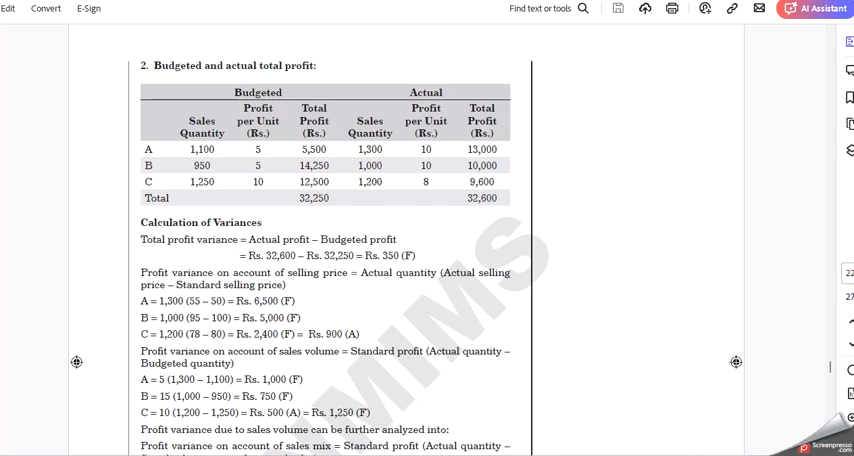 Edit Convert E-Sign Find text or tools AI Assistant
2. Budgeted and actual total profit:
Budgeted Actual
Profit Total Profit Total
Sales per Unit Profit Sales per Unit Profit
Quantity (Rs.) (Rs.) Quantity (Rs.) (Rs.)
A 1,100 5 5,500 1,300 10 13,000
B 950 5 14,250 1,000 10 10,000
C 1,250 10 12,500 1,200 8 9,600
Total 32,250 32,600
Calculation of Variances
Total profit variance = Actual profit – Budgeted profit
= Rs. 32,600 – Rs. 32,250 = Rs. 350 (F)
Profit variance on account of selling price = Actual quantity (Actual selling
price – Standard selling price)
A = 1,300 (55 – 50) = Rs. 6,500 (F)
B = 1,000 (95 – 100) = Rs. 5,000 (F)
C = 1,200 (78 – 80) = Rs. 2,400 (F) = Rs. 900 (A)
Profit variance on account of sales volume = Standard profit (Actual quantity –
Budgeted quantity)
A = 5 (1,300 – 1,100) = Rs. 1,000 (F)
B = 15 (1,000 – 950) = Rs. 750 (F)
C = 10 (1,200 – 1,250) = Rs. 500 (A) = Rs. 1,250 (F)
Profit variance due to sales volume can be further analyzed into:
Profit variance on account of sales mix = Standard profit (Actual quantity –
NMIMS
22
27
Screenpresso
.com